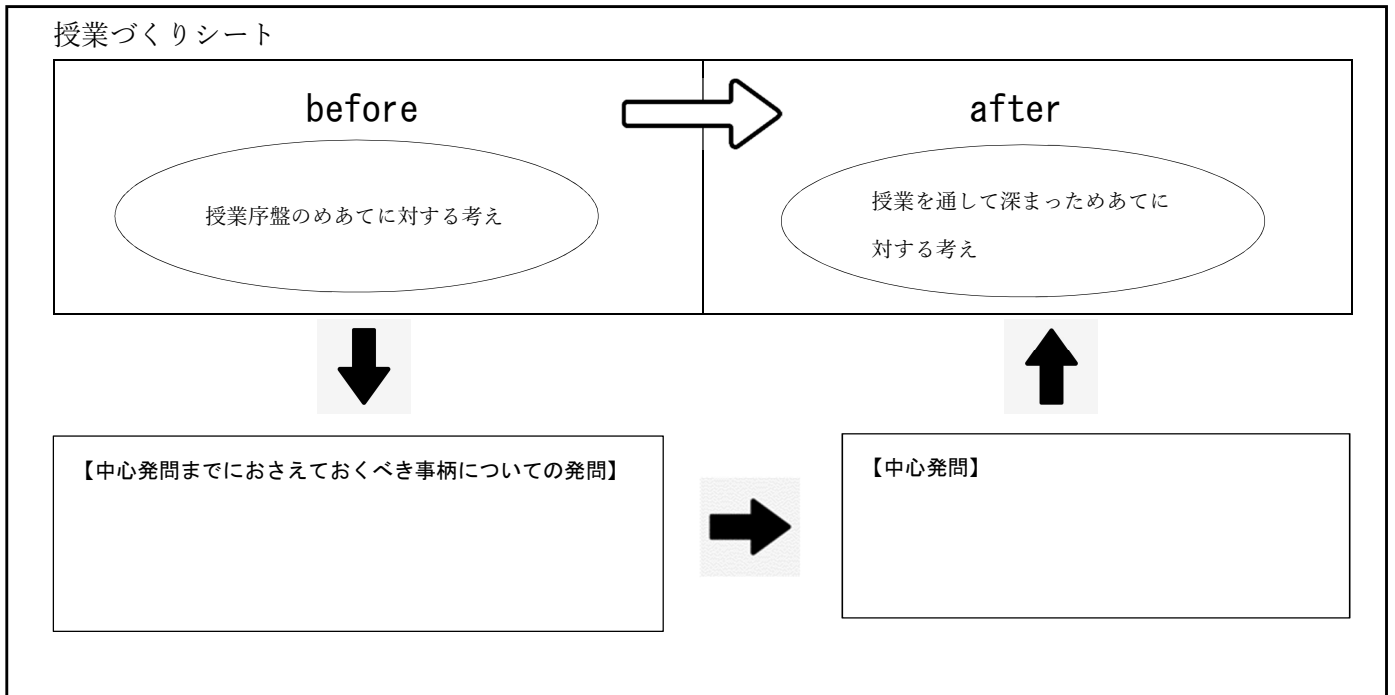 授業づくりシート
before
after
授業序盤のめあてに対する考え
授業を通して深まっためあてに
対する考え
【中心発問までにおさえておくべき事柄についての発問】
【中心発問】